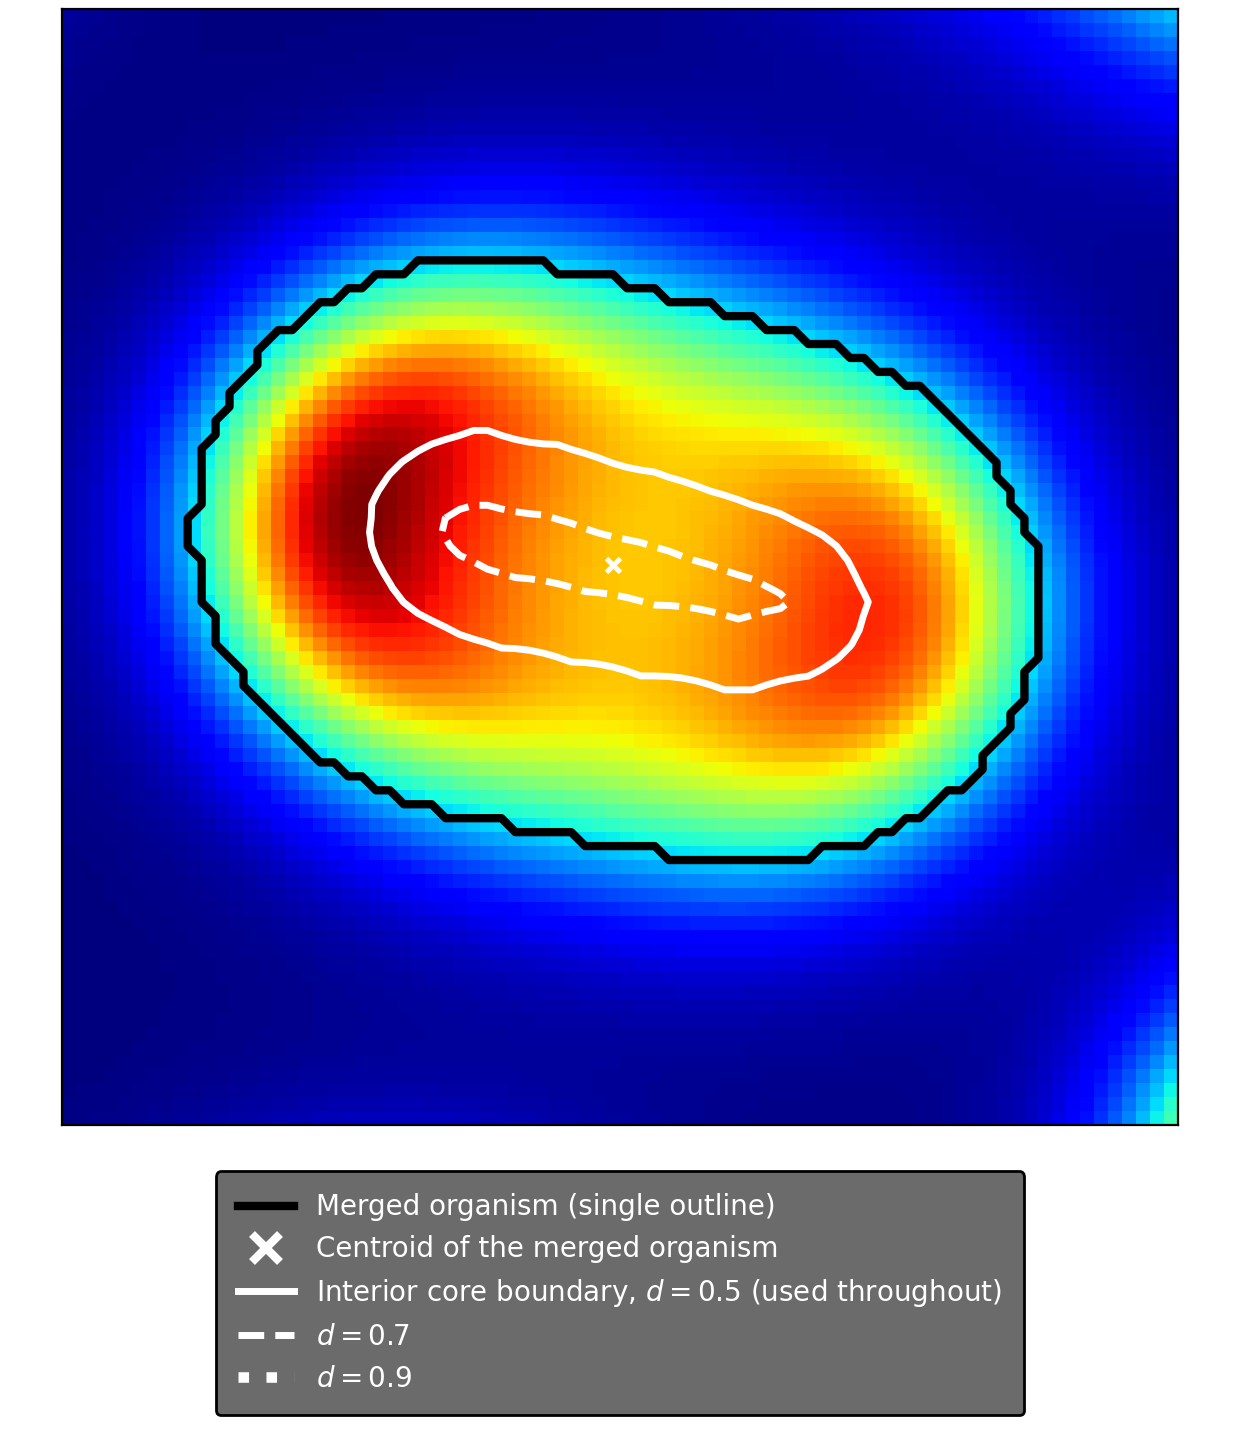 Merged organism (single outline)
Centroid of the merged organism
Interior core boundary, d = 0.5 (used throughout)
d = 0.7
d = 0.9